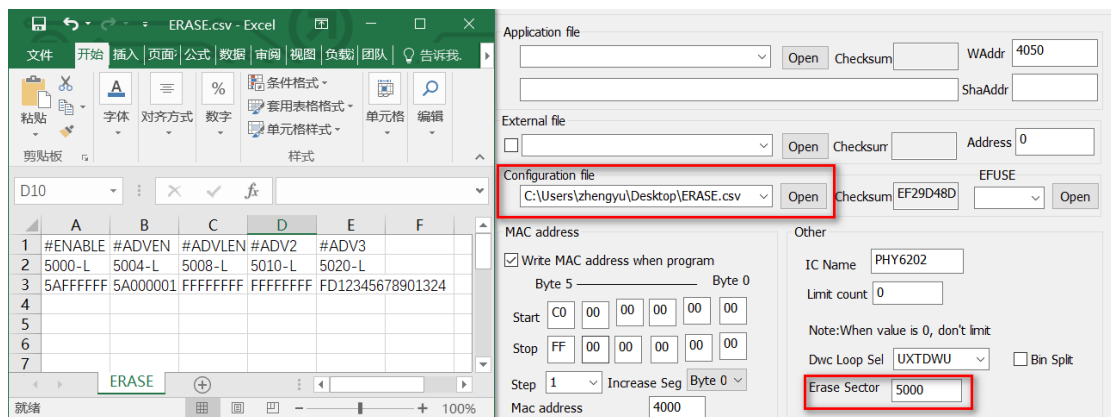 ERASE.csv - Excel
文件 开始 插入 页面 公式 数据 审阅 视图 负载 团队 告诉我.
粘贴 字体 对齐方式 数字 条件格式 套用表格格式 单元格样式 单元格 编辑
剪贴板 样式
D10 fx
A B C D E F
1 #ENABLE #ADVEN #ADVLEN #ADV2 #ADV3
2 5000-L 5004-L 5008-L 5010-L 5020-L
3 5AFFFFFF 5A000001 FFFFFFFF FFFFFFFF FD12345678901324
4
5
6
7
ERASE
就绪 100%
Application file
Open Checksum WAddr 4050
ShaAddr
External file
Open Checksum Address 0
Configuration file EFUSE
C:\Users\zhengyu\Desktop\ERASE.csv Open Checksum EF29D48D Open
MAC address
Write MAC address when program
Byte 5 Byte 0
Start C0 00 00 00 00 00
Stop FF 00 00 00 00 00
Step 1 Increase Seg Byte 0
Mac address 4000
Other
IC Name PHY6202
Limit count 0
Note:When value is 0, don't limit
Dwc Loop Sel UXTDWU Bin Split
Erase Sector 5000